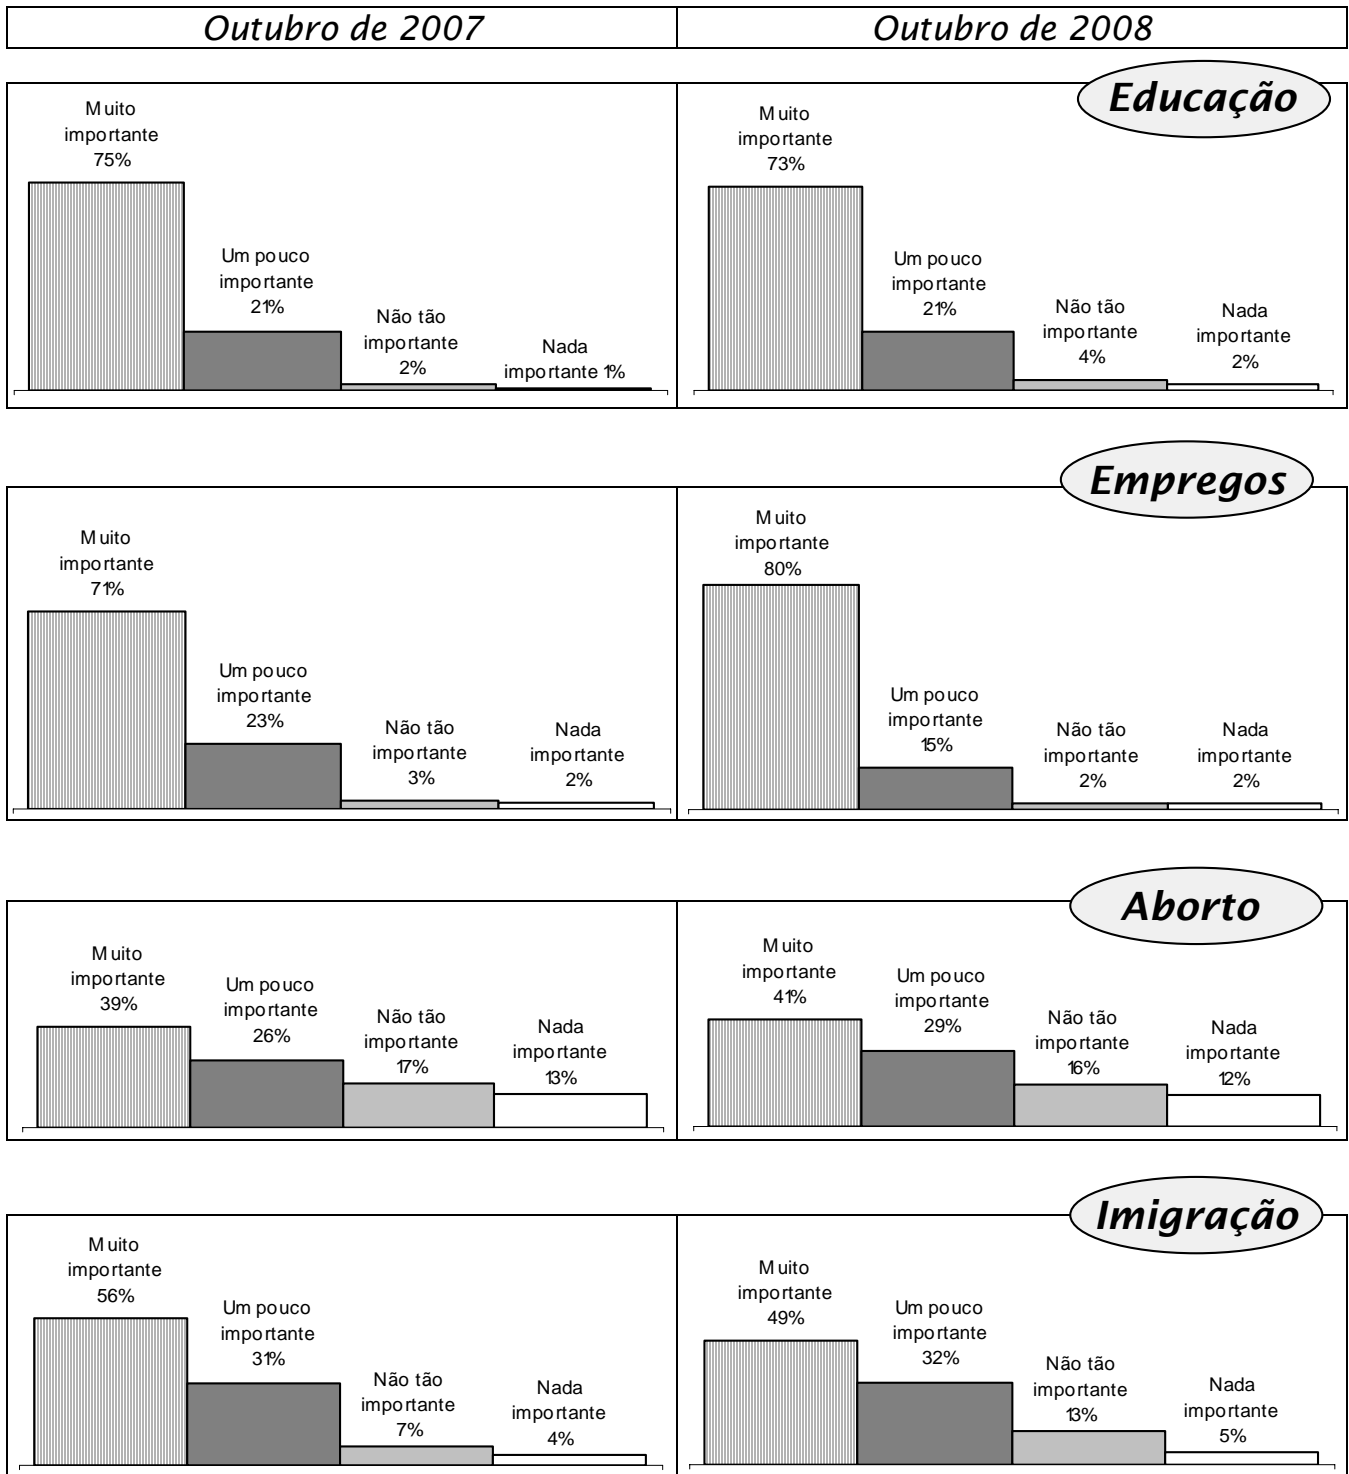 Outubro de 2007
Outubro de 2008
Educação
Muito
importante
75%
Um pouco
importante
21%
Não tão
importante
2%
Nada
importante 1%
Muito
importante
73%
Um pouco
importante
21%
Não tão
importante
4%
Nada
importante
2%
Empregos
Muito
importante
71%
Um pouco
importante
23%
Não tão
importante
3%
Nada
importante
2%
Muito
importante
80%
Um pouco
importante
15%
Não tão
importante
2%
Nada
importante
2%
Aborto
Muito
importante
39%
Um pouco
importante
26%
Não tão
importante
17%
Nada
importante
13%
Muito
importante
41%
Um pouco
importante
29%
Não tão
importante
16%
Nada
importante
12%
Imigração
Muito
importante
56%
Um pouco
importante
31%
Não tão
importante
7%
Nada
importante
4%
Muito
importante
49%
Um pouco
importante
32%
Não tão
importante
13%
Nada
importante
5%